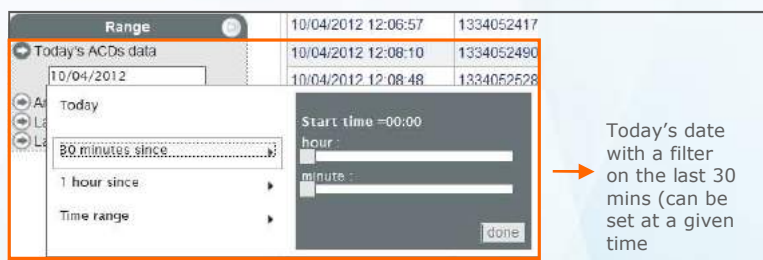 Range
10/04/2012 12:06:57 1334052417
Today's ACDs data
10/04/2012 12:08:10 1334052490
10/04/2012
10/04/2012 12:08:48 1334052528
Today
30 minutes since
1 hour since
Time range
Start time =00:00
hour :
minute :
done
Today's date
with a filter
on the last 30
mins (can be
set at a given
time